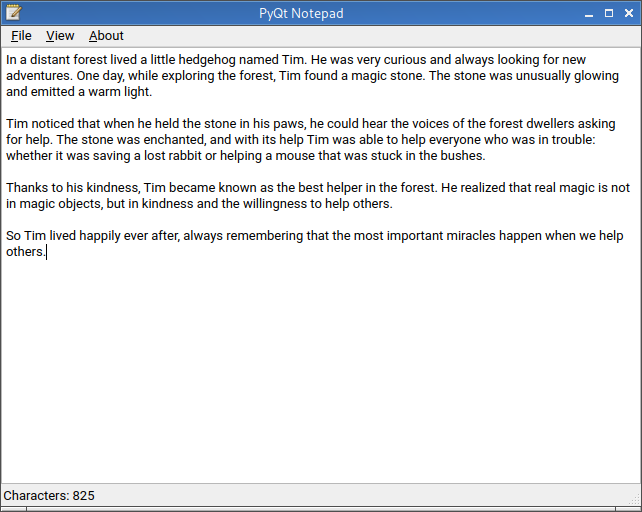 PyQt Notepad
File View About
In a distant forest lived a little hedgehog named Tim. He was very curious and always looking for new
adventures. One day, while exploring the forest, Tim found a magic stone. The stone was unusually glowing
and emitted a warm light.
Tim noticed that when he held the stone in his paws, he could hear the voices of the forest dwellers asking
for help. The stone was enchanted, and with its help Tim was able to help everyone who was in trouble:
whether it was saving a lost rabbit or helping a mouse that was stuck in the bushes.
Thanks to his kindness, Tim became known as the best helper in the forest. He realized that real magic is not
in magic objects, but in kindness and the willingness to help others.
So Tim lived happily ever after, always remembering that the most important miracles happen when we help
others.
Characters: 825